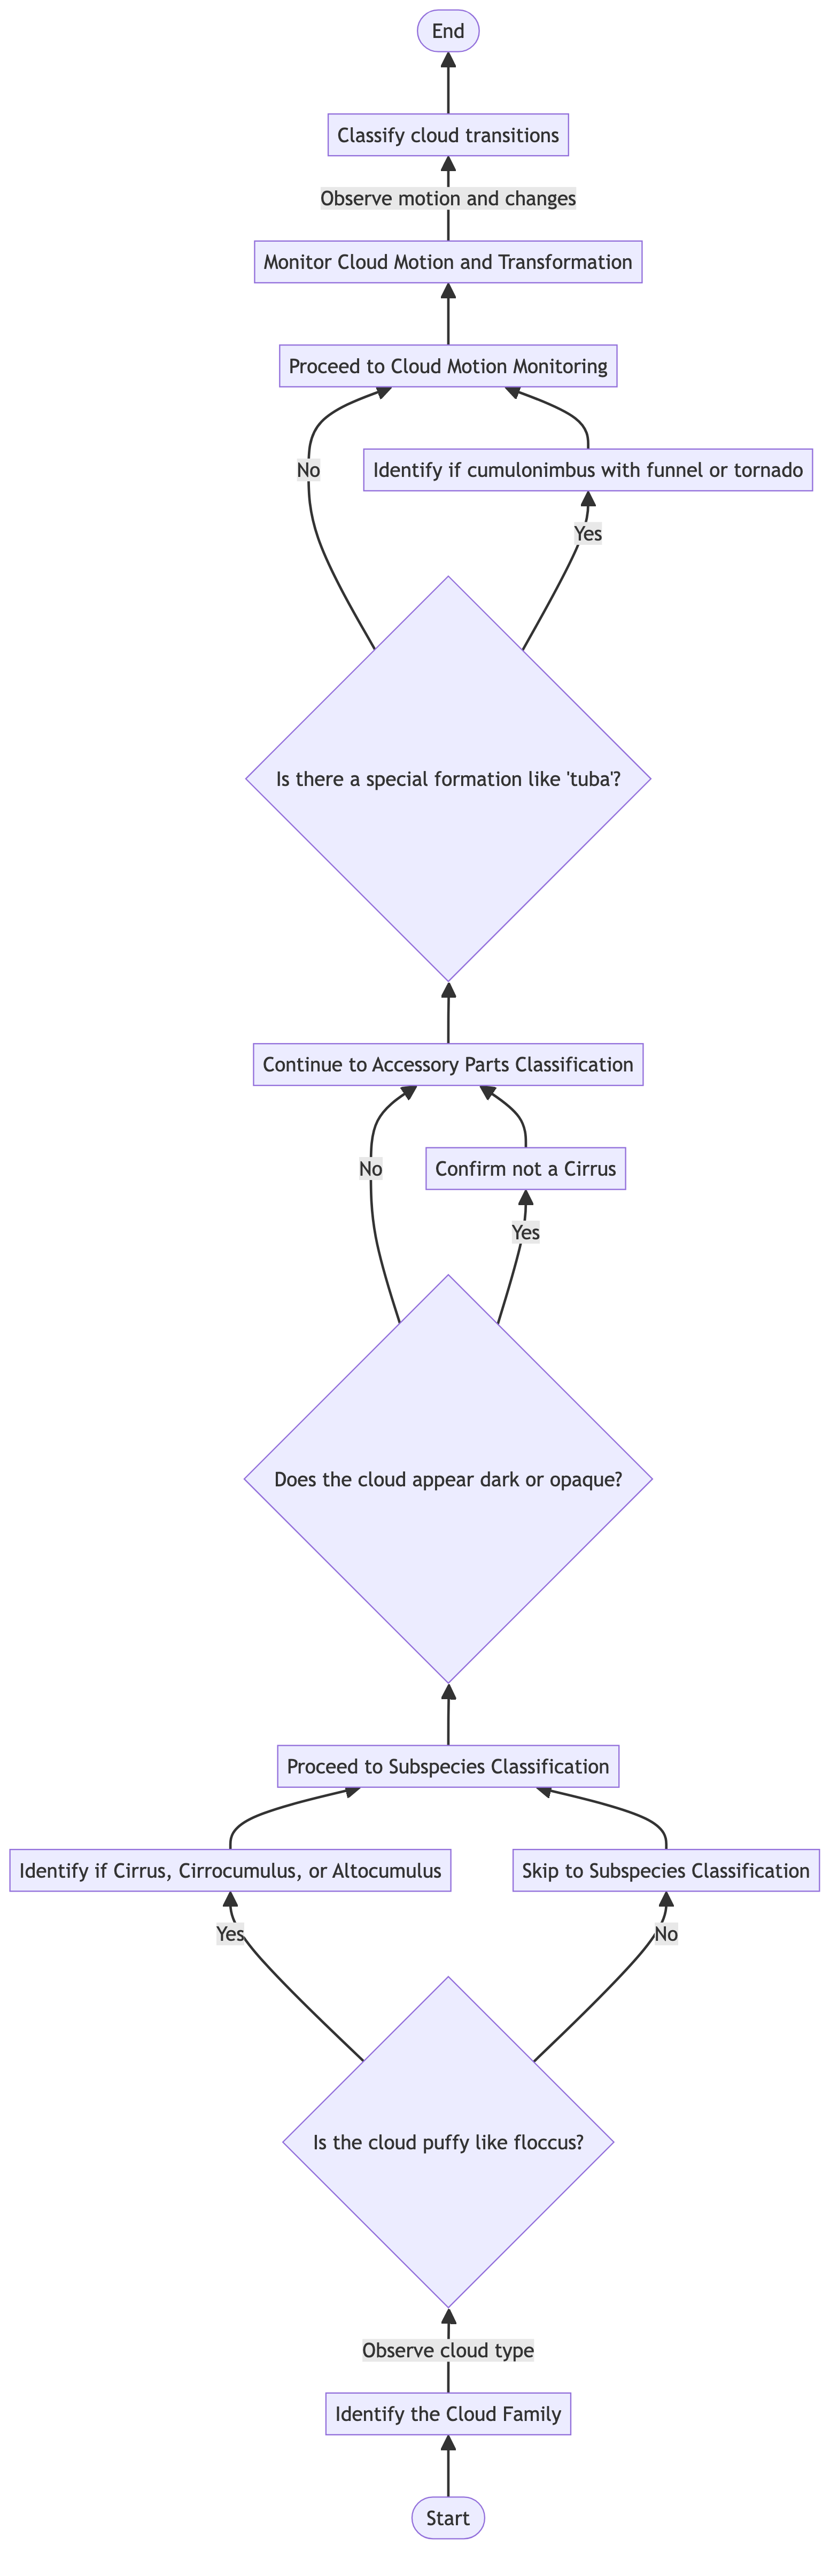 End
Classify cloud transitions
Observe motion and changes
Monitor Cloud Motion and Transformation
Proceed to Cloud Motion Monitoring
No
Identify if cumulonimbus with funnel or tornado
Yes
Is there a special formation like 'tuba'?
Continue to Accessory Parts Classification
No
Confirm not a Cirrus
Yes
Does the cloud appear dark or opaque?
Proceed to Subspecies Classification
Identify if Cirrus, Cirrocumulus, or Altocumulus
Skip to Subspecies Classification
Yes
No
Is the cloud puffy like floccus?
Observe cloud type
Identify the Cloud Family
Start